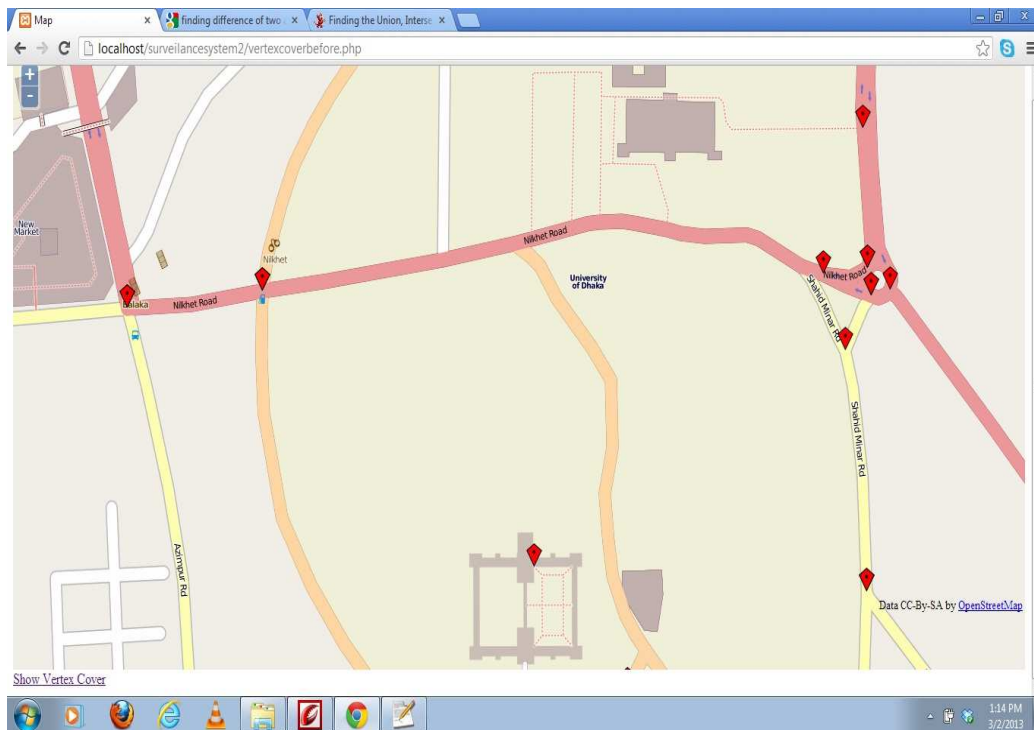 Map
finding difference of two
Finding the Union, Interse
localhost/surveilancesystem2/vertexcoverbefore.php
+
-
New
Market
Nilkhet
Nilkhet Road
University
of Dhaka
Nilkhet Road
Balaka
Nilkhet Road
Shahid Minar Rd
Shahid Minar Rd
Azimpur Rd
Data CC-By-SA by OpenStreetMap
Show Vertex Cover
1:14 PM
3/2/2013